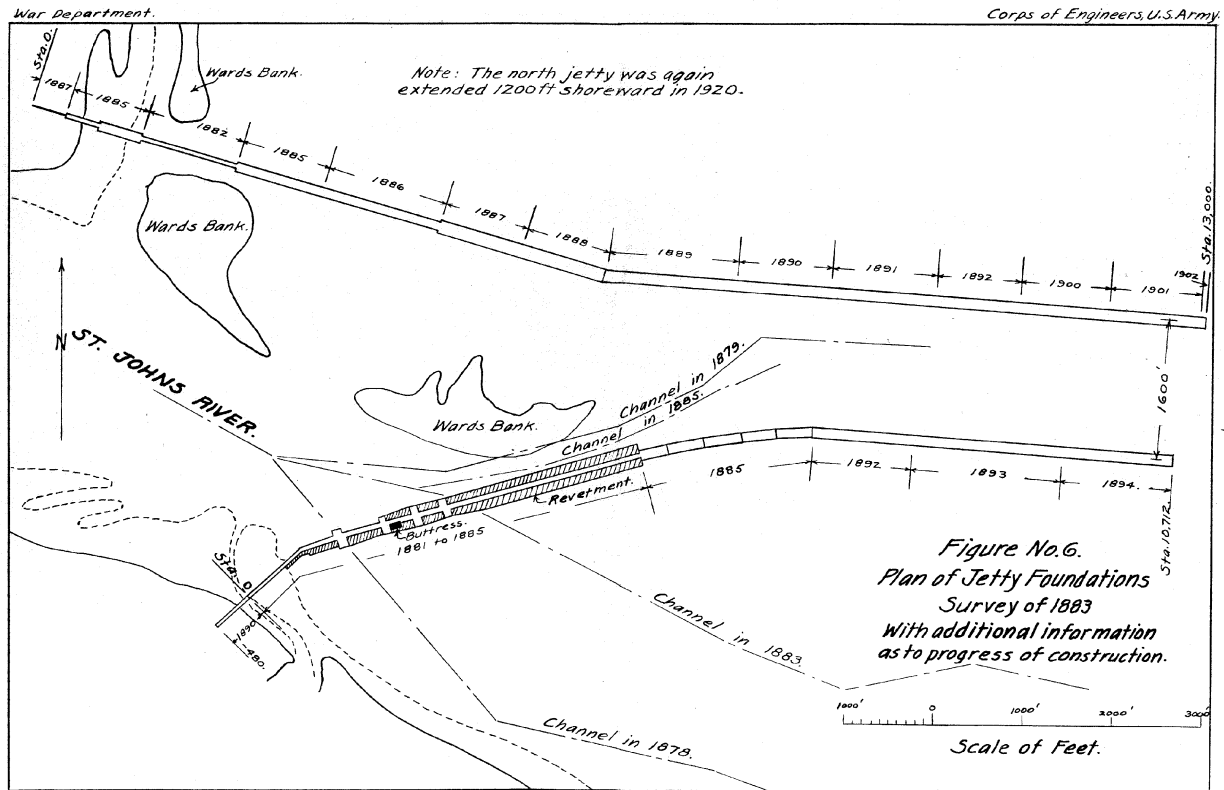 War Department.
Corps of Engineers, U.S. Army.
Sta. 0.
1887
1885
1882
1885
1886
1887
1888
1889
1890
1891
1892
1900
1901
1902
Sta. 13,000.
Wards Bank.
Note: The north jetty was again
extended 1200 ft shoreward in 1920.
Wards Bank.
N
ST. JOHNS RIVER.
Wards Bank.
Channel in 1879.
Channel in 1885.
1600'
Revetment.
Buttress.
1881 to 1885
1885
1892
1893
1894
Sta. 10,712.
Sta. 0
1890
480.
Channel in 1883.
Channel in 1878.
Figure No. 6.
Plan of Jetty Foundations
Survey of 1883
With additional information
as to progress of construction.
1000' 0 1000' 2000' 3000'
Scale of Feet.